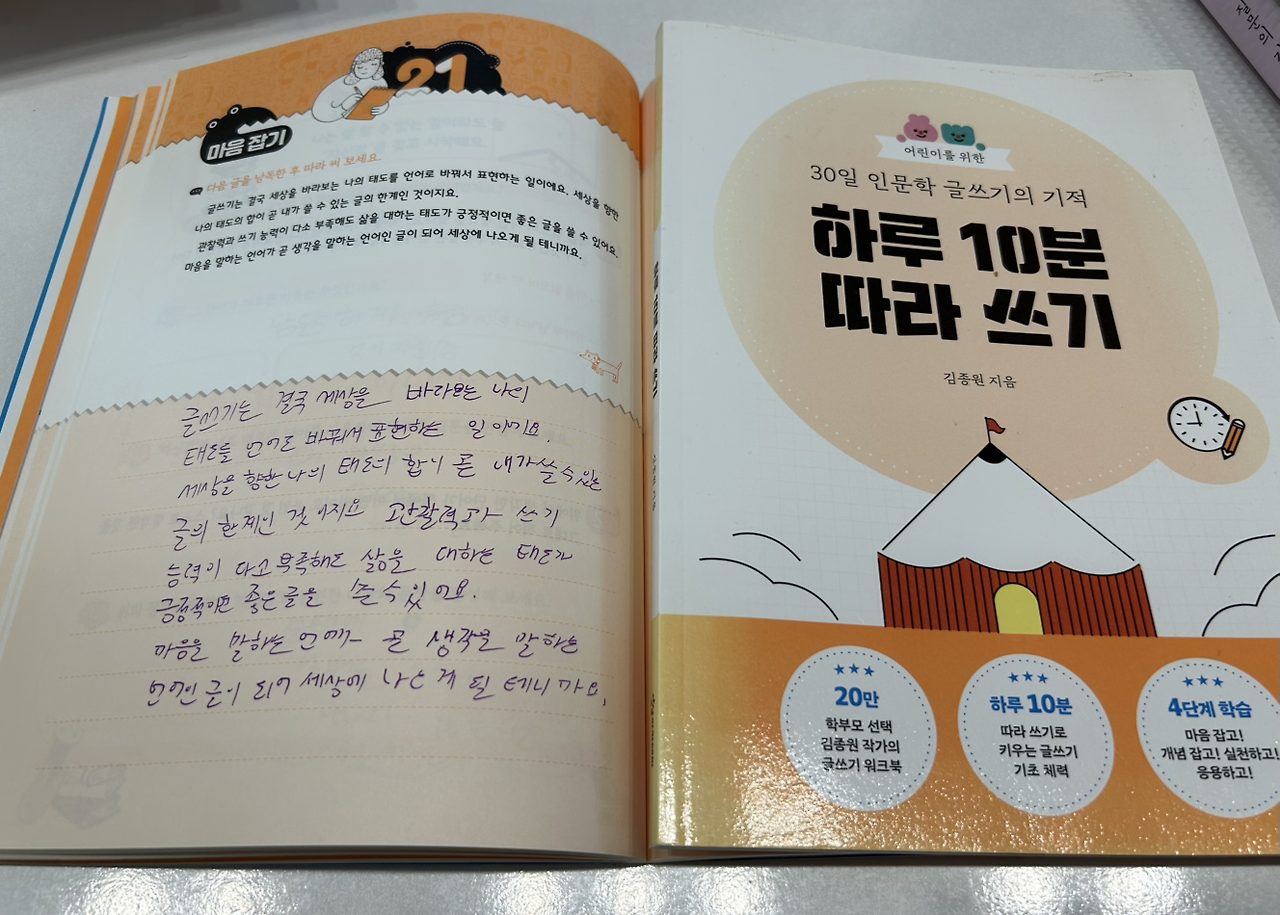 21
마음 잡기
다음 글을 낭독한 후 따라 써 보세요.
글쓰기는 결국 세상을 바라보는 나의 태도를 언어로 바꿔서 표현하는 일이에요. 세상을 향한
나의 태도의 합이 곧 내가 쓸 수 있는 글의 한계인 것이지요.
관찰력과 쓰기 능력이 다소 부족해도 삶을 대하는 태도가 긍정적이면 좋은 글을 쓸 수 있어요.
마음을 말하는 언어가 곧 생각을 말하는 언어인 글이 되어 세상에 나오게 될 테니까요.
글쓰기는 결국 세상을 바라보는 나의
태도를 언어로 바꿔서 표현하는 일이에요.
세상을 향한 나의 태도의 합이 곧 내가 쓸 수 있는
글의 한계인 것이지요 관찰력과 쓰기
능력이 다소 부족해도 삶을 대하는 태도가
긍정적이면 좋은 글을 쓸 수 있어요.
마음을 말하는 언어가 곧 생각을 말하는
언어인 글이 되어 세상에 나오게 될 테니까요,
어린이를 위한
30일 인문학 글쓰기의 기적
하루 10분
따라 쓰기
김종원 지음
20만
학부모 선택
김종원 작가의
글쓰기 워크북
하루 10분
따라 쓰기로
키우는 글쓰기
기초 체력
4단계 학습
마음 잡고!
개념 잡고! 실천하고!
응용하고!
하루 10분 따라 쓰기